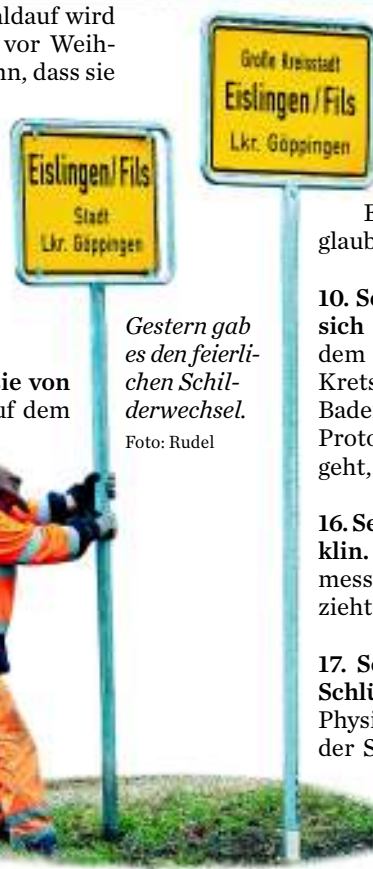 aldauf wird
vor Weih-
nn, dass sie
Große Kreisstadt
Eislingen/Fils
Lkr. Göppingen
Eislingen/Fils
Stadt
Lkr. Göppingen
Gestern gab
es den feierli-
chen Schil-
derwechsel.
Foto: Rudel
sie von
uf dem
E
glaub
10. Se
sich
dem
Krets
Bade
Proto
geht,
16. Se
klin.
mess
zieht
17. Se
Schlü
Physi
der S